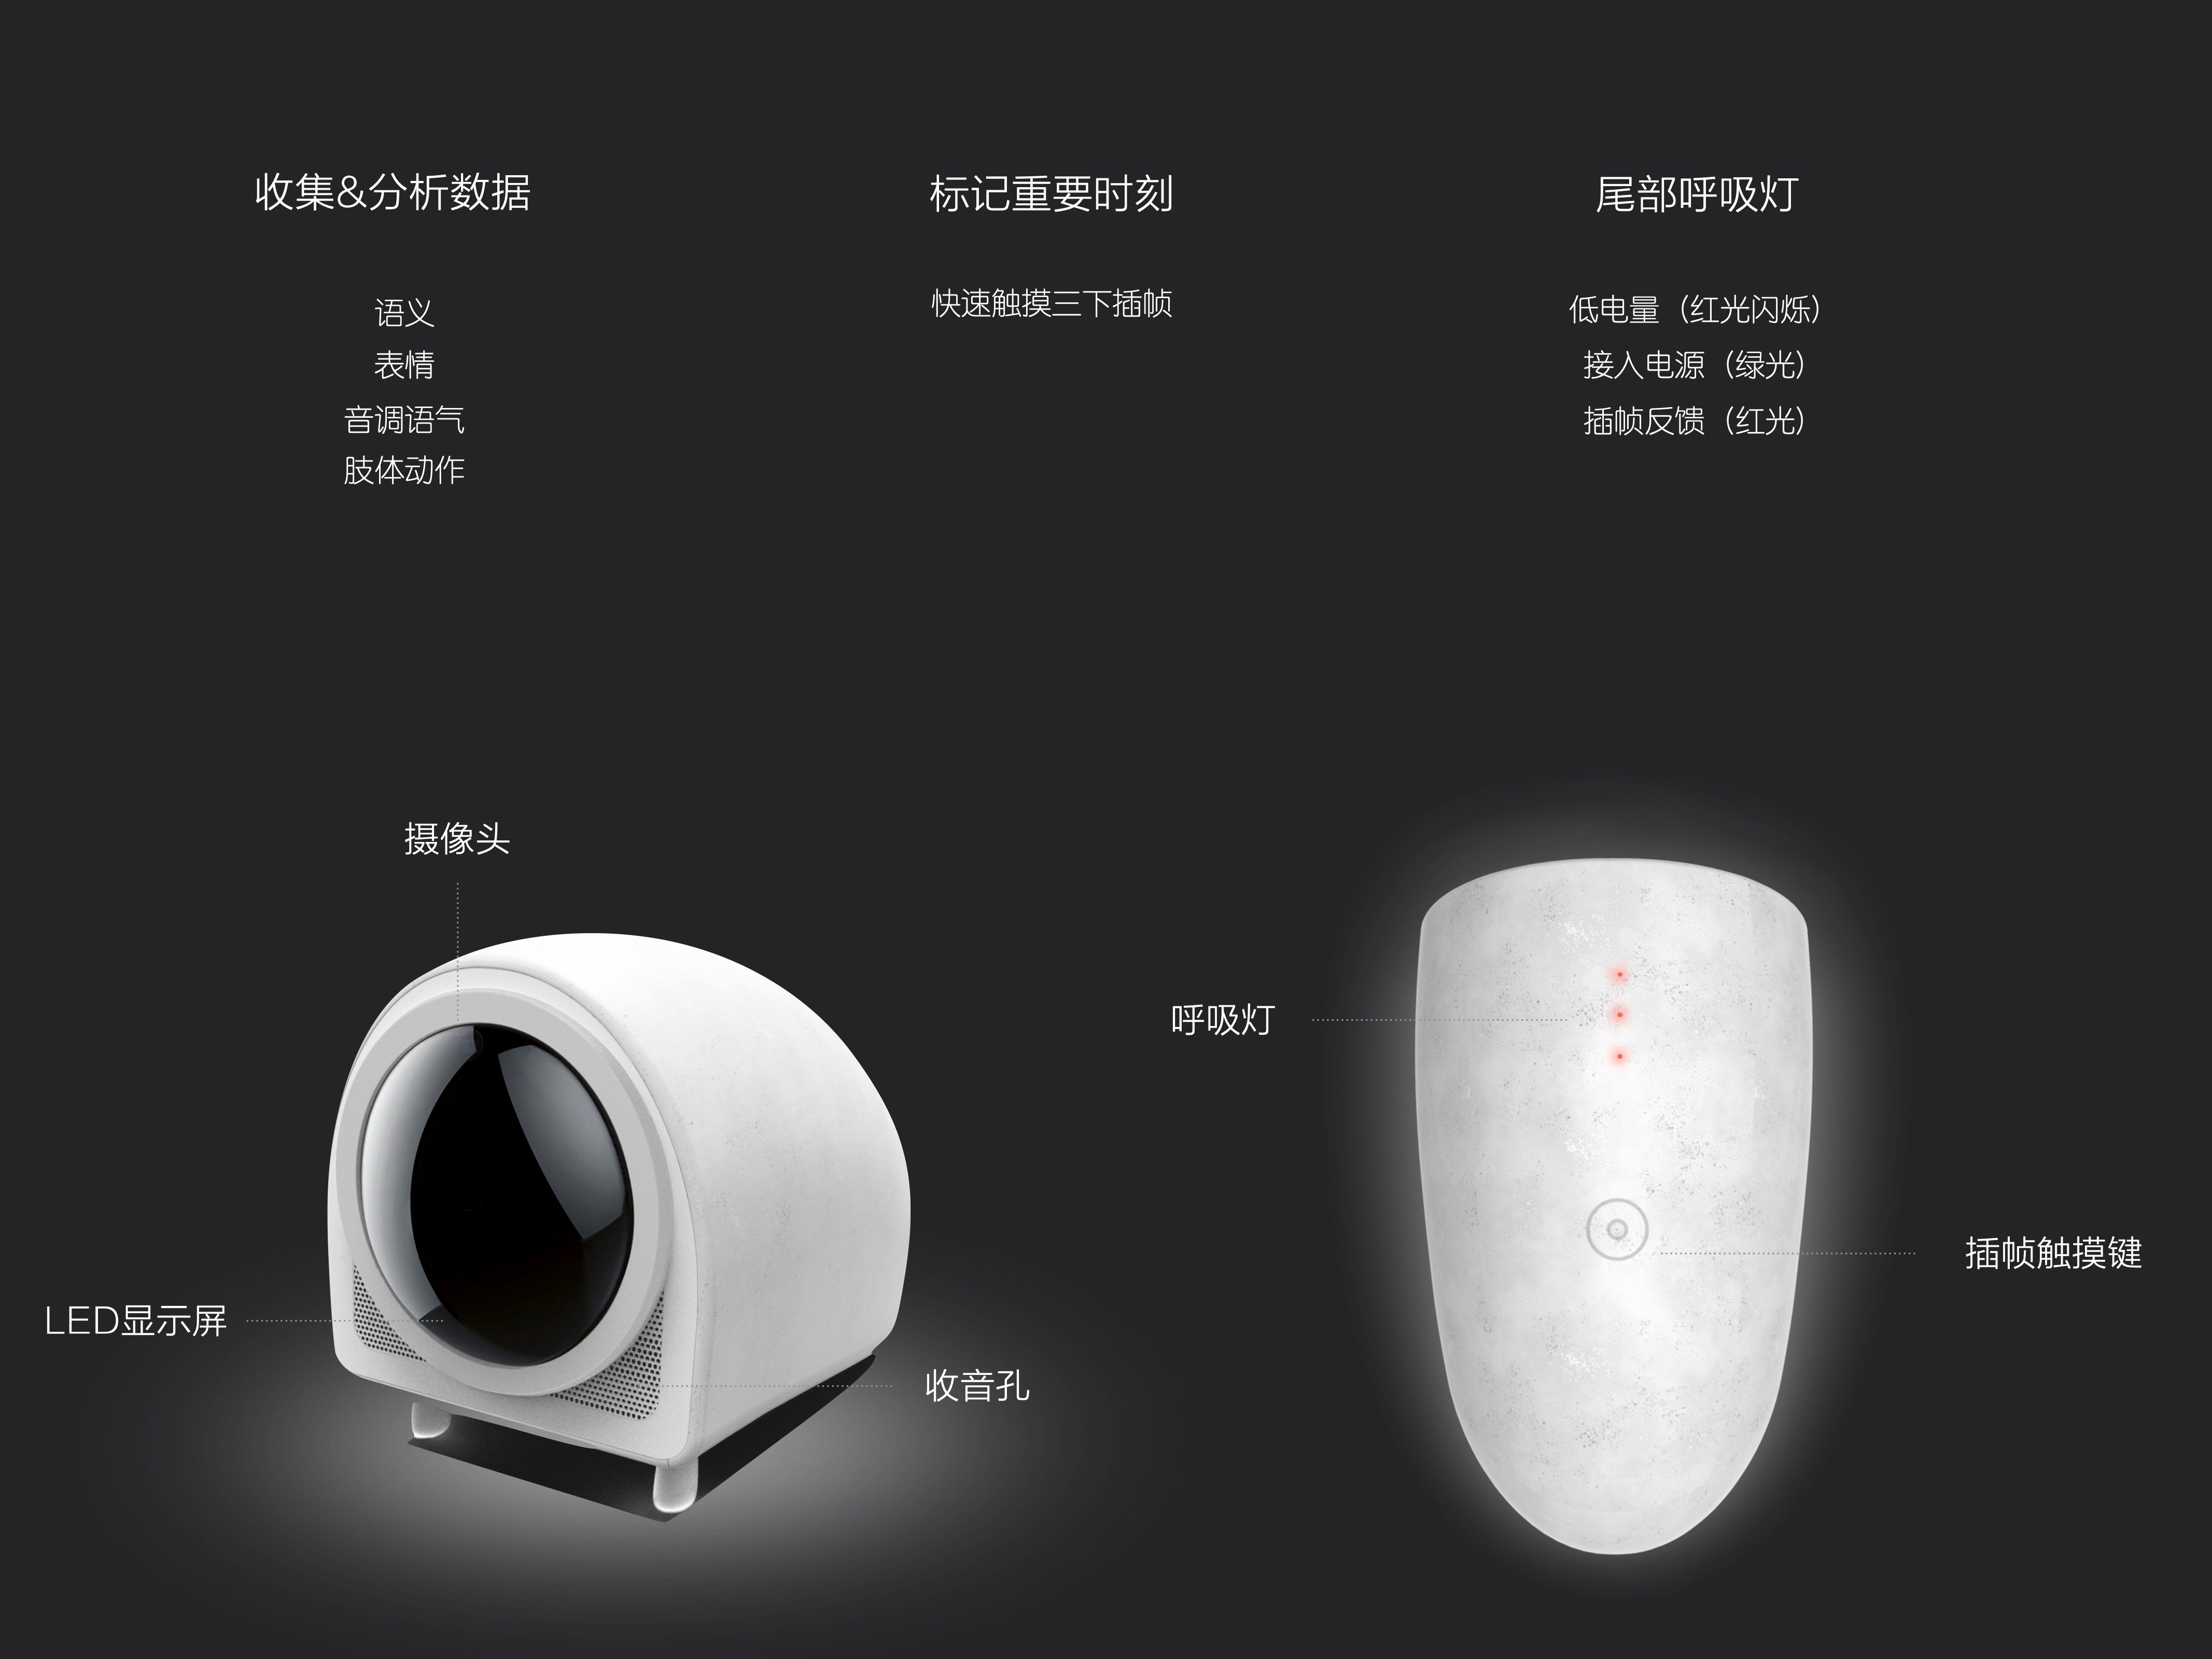 收集&分析数据
语义
表情
音调语气
肢体动作
标记重要时刻
快速触摸三下插帧
尾部呼吸灯
低电量（红光闪烁）
接入电源（绿光）
插帧反馈（红光）
摄像头
LED显示屏
收音孔
呼吸灯
插帧触摸键